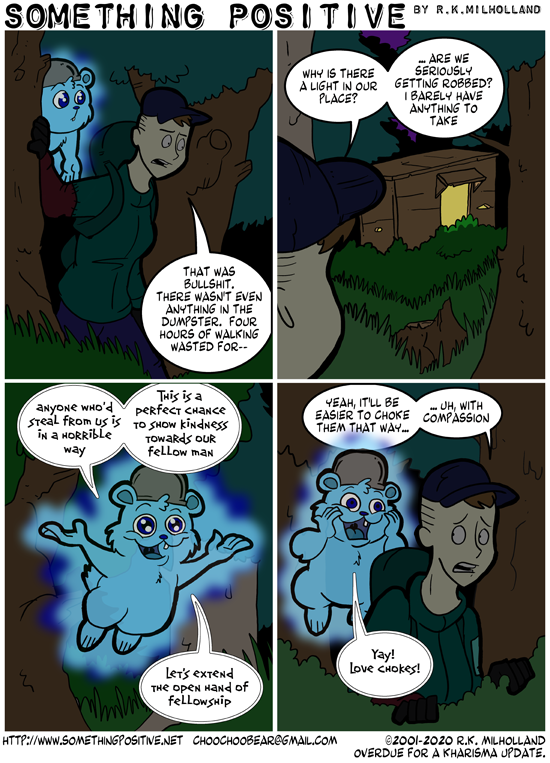 SOMETHING POSITIVE BY R.K.MILHOLLAND
THAT WAS
BULLSHIT.
THERE WASN'T EVEN
ANYTHING IN THE
DUMPSTER. FOUR
HOURS OF WALKING
WASTED FOR--
WHY IS THERE
A LIGHT IN OUR
PLACE?
... ARE WE
SERIOUSLY
GETTING ROBBED?
I BARELY HAVE
ANYTHING TO
TAKE
anyone who'd
steal from us is
in a horrible
way
This is a
perfect chance
to show kindness
towards our
fellow man
Let's extend
the open hand of
fellowship
YEAH, IT'LL BE
EASIER TO CHOKE
THEM THAT WAY...
... UH, WITH
COMPASSION
Yay!
Love chokes!
HTTP://WWW.SOMETHINGPOSITIVE.NET CHOOCHOOBEAR@GMAIL.COM
©2001-2020 R.K. MILHOLLAND
OVERDUE FOR A KHARISMA UPDATE.